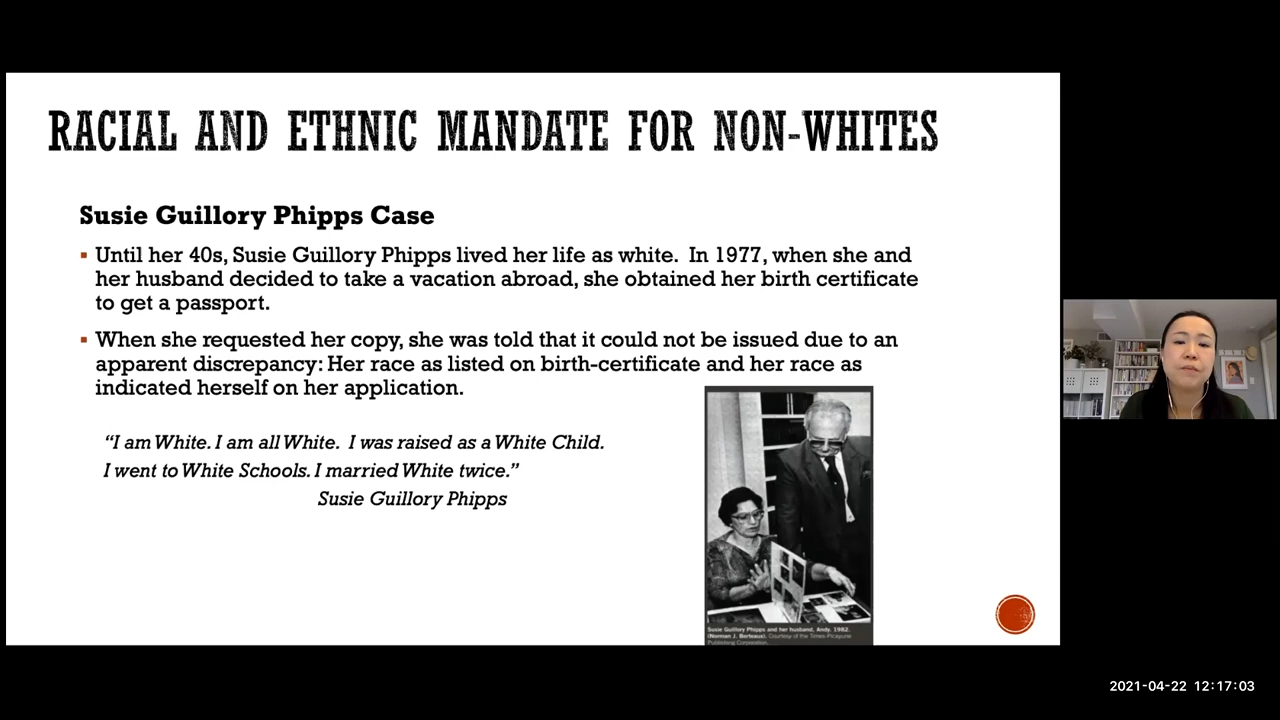 RACIAL AND ETHNIC MANDATE FOR NON-WHITES
Susie Guillory Phipps Case
▪ Until her 40s, Susie Guillory Phipps lived her life as white. In 1977, when she and
her husband decided to take a vacation abroad, she obtained her birth certificate
to get a passport.
▪ When she requested her copy, she was told that it could not be issued due to an
apparent discrepancy: Her race as listed on birth-certificate and her race as
indicated herself on her application.
“I am White. I am all White. I was raised as a White Child.
I went to White Schools. I married White twice.”
Susie Guillory Phipps
Susie Guillory Phipps and her husband, Andy, 1982.
(Norman J. Berteaux). Courtesy of the Times-Picayune
Publishing Corporation.
2021-04-22 12:17:03